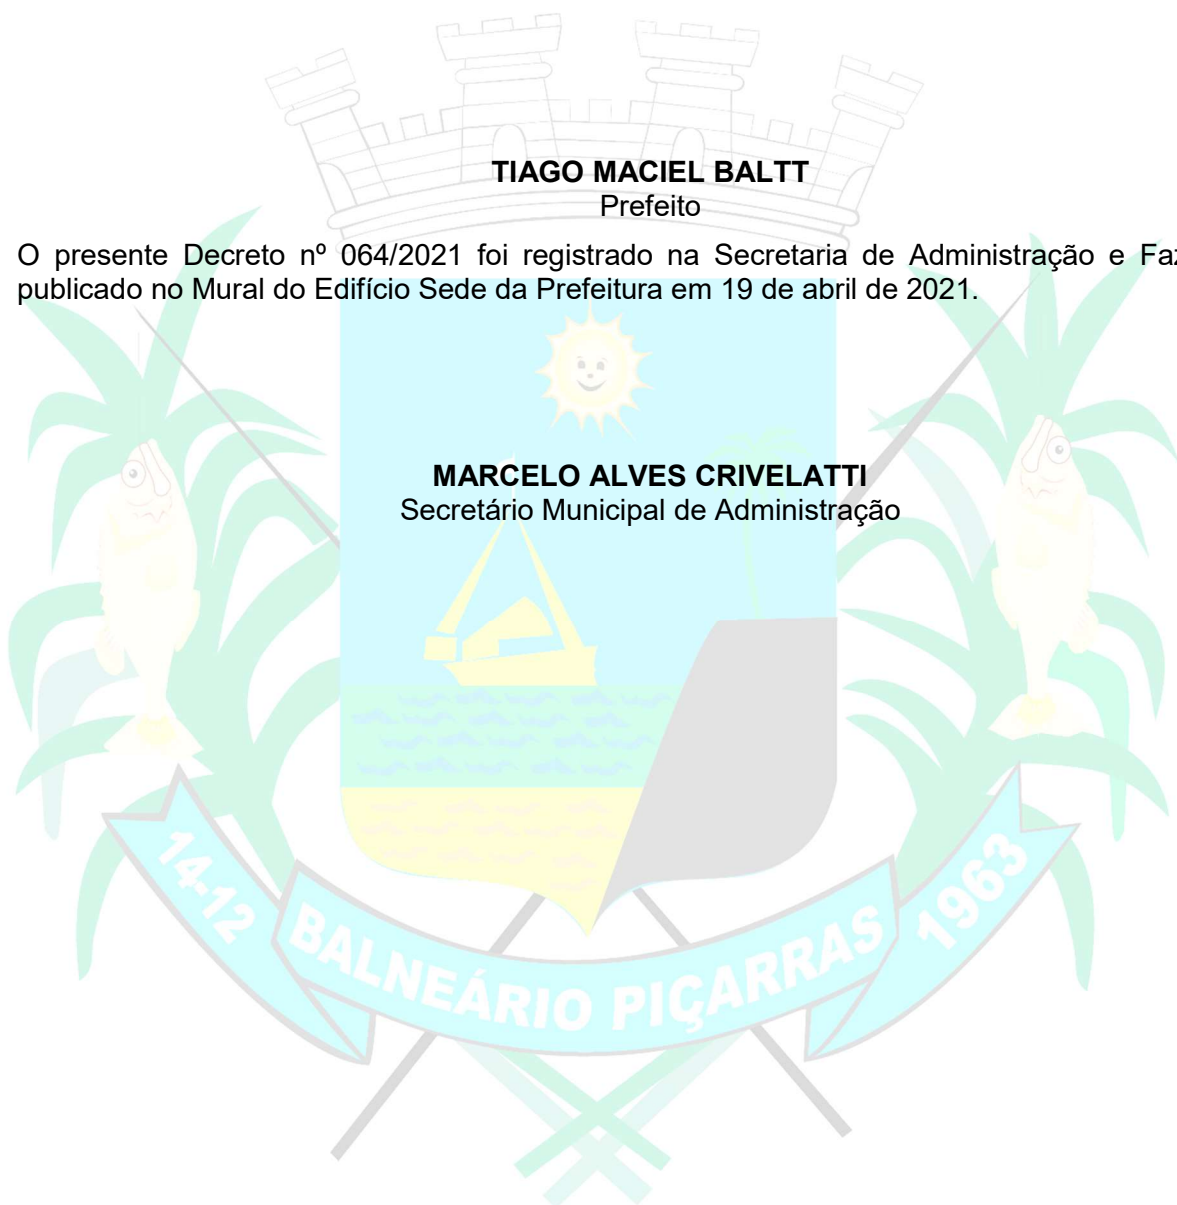 TIAGO MACIEL BALTT
Prefeito
O presente Decreto nº 064/2021 foi registrado na Secretaria de Administração e
publicado no Mural do Edifício Sede da Prefeitura em 19 de abril de 2021.
MARCELO ALVES CRIVELATTI
Secretário Municipal de Administração
14-12
BALNEÁRIO PIÇARRAS
1963